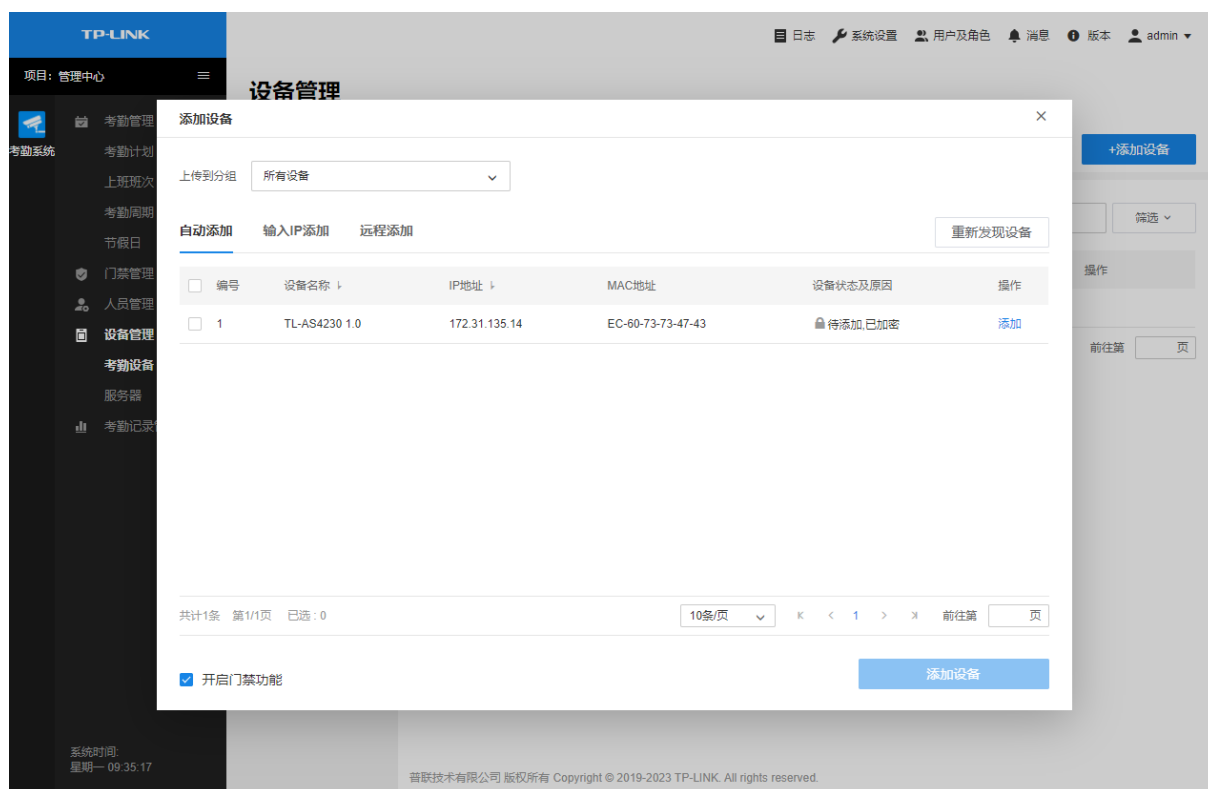 TP-LINK
日志 系统设置 用户及角色 消息 版本 admin
项目: 管理中心
设备管理
考勤系统
考勤管理
考勤计划
上班班次
考勤周期
节假日
门禁管理
人员管理
设备管理
考勤设备
服务器
考勤记录
+添加设备
筛选
操作
前往第 页
添加设备
上传到分组 所有设备
自动添加 输入IP添加 远程添加 重新发现设备
编号 设备名称 IP地址 MAC地址 设备状态及原因 操作
1 TL-AS4230 1.0 172.31.135.14 EC-60-73-73-47-43 待添加,已加密 添加
共计1条 第1/1页 已选 : 0 10条/页 1 前往第 页
开启门禁功能 添加设备
系统时间:
星期一 09:35:17
普联技术有限公司 版权所有 Copyright © 2019-2023 TP-LINK. All rights reserved.